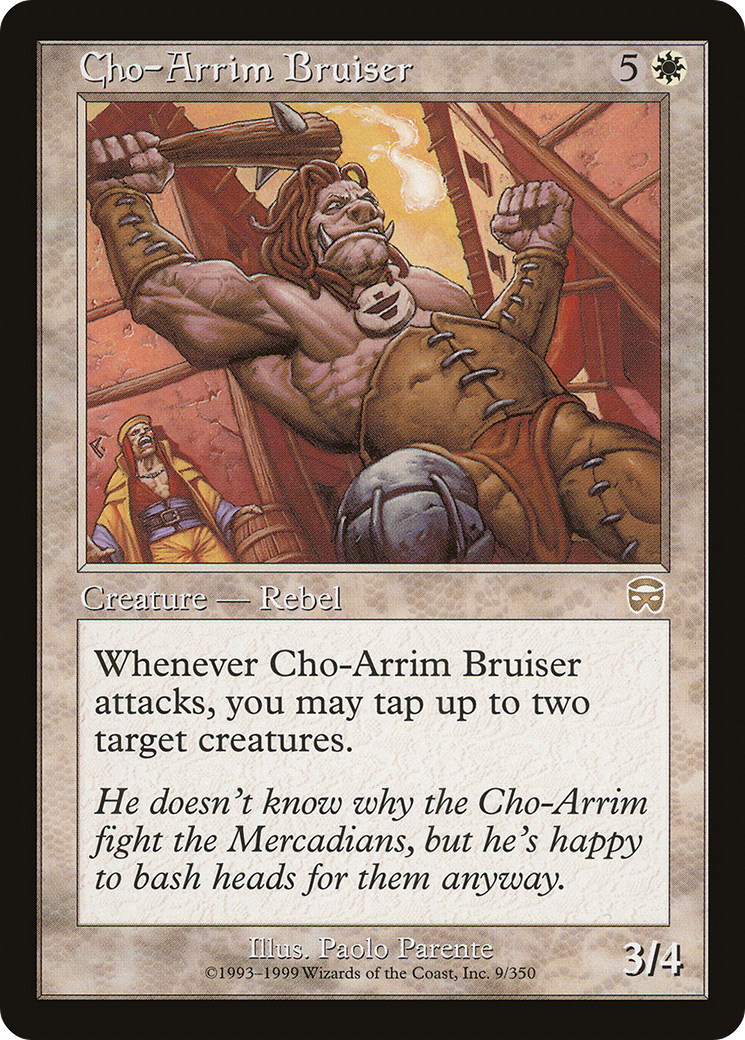 Cho-Arrim Bruiser 5
Creature — Rebel
Whenever Cho-Arrim Bruiser
attacks, you may tap up to two
target creatures.
He doesn't know why the Cho-Arrim
fight the Mercadians, but he's happy
to bash heads for them anyway.
Illus. Paolo Parente
©1993–1999 Wizards of the Coast, Inc. 9/350
3/4